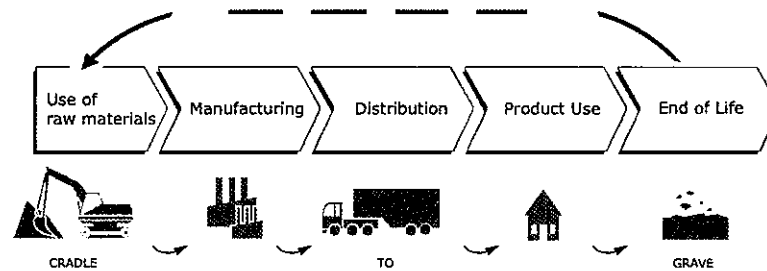 Use of
raw materials
Manufacturing
Distribution
Product Use
End of Life
CRADLE
TO
GRAVE